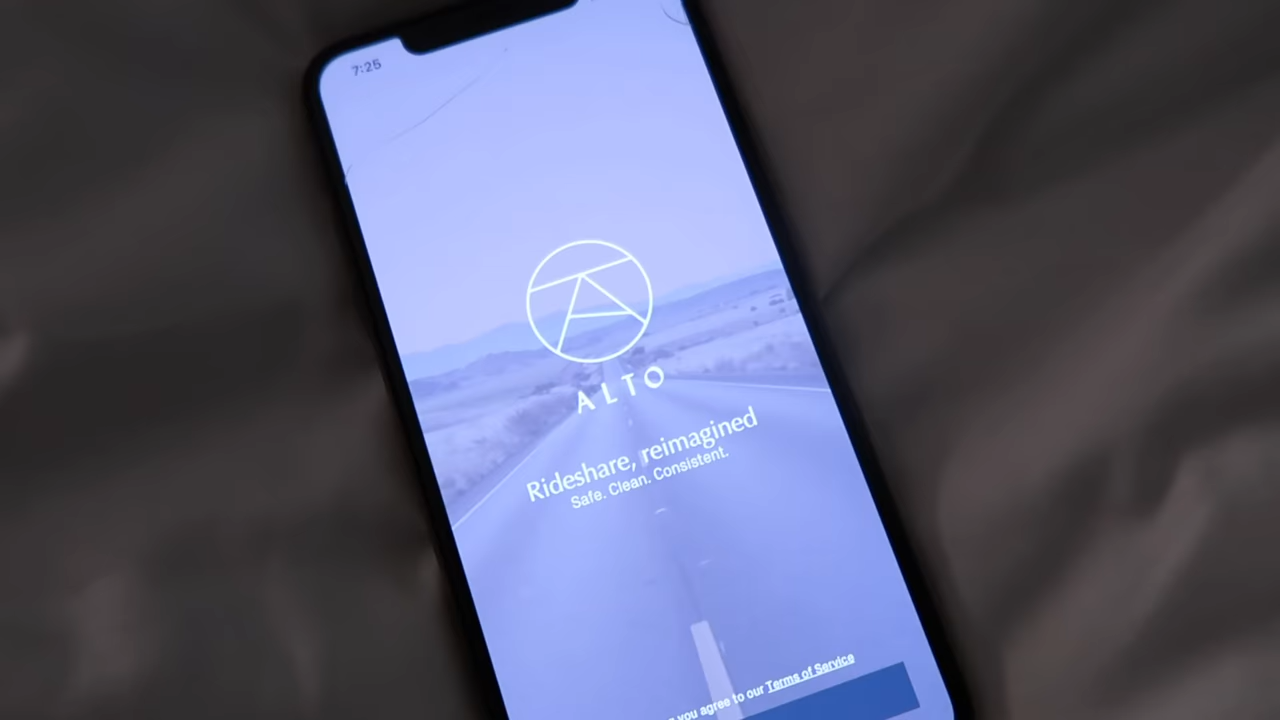 7:25
ALTO
Rideshare, reimagined
Safe. Clean. Consistent.
you agree to our Terms of Service